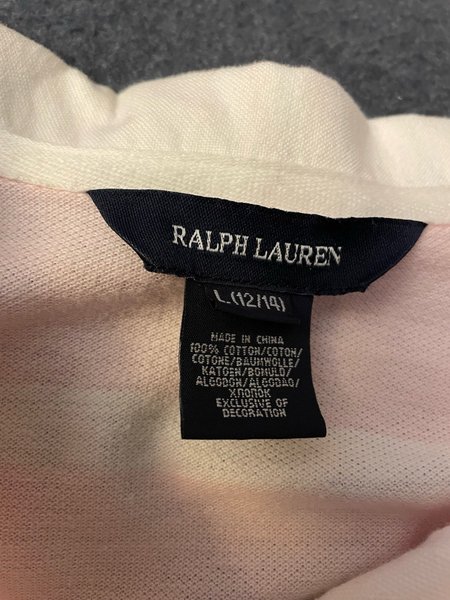 RALPH LAUREN
L (12/14)
MADE IN CHINA
100% COTTON/COTON/
COTONE/BAUMWOLLE/
KATOEN/BOMULD/
ALGODON/ALGODAO/
ХЛОПОК
EXCLUSIVE OF
DECORATION